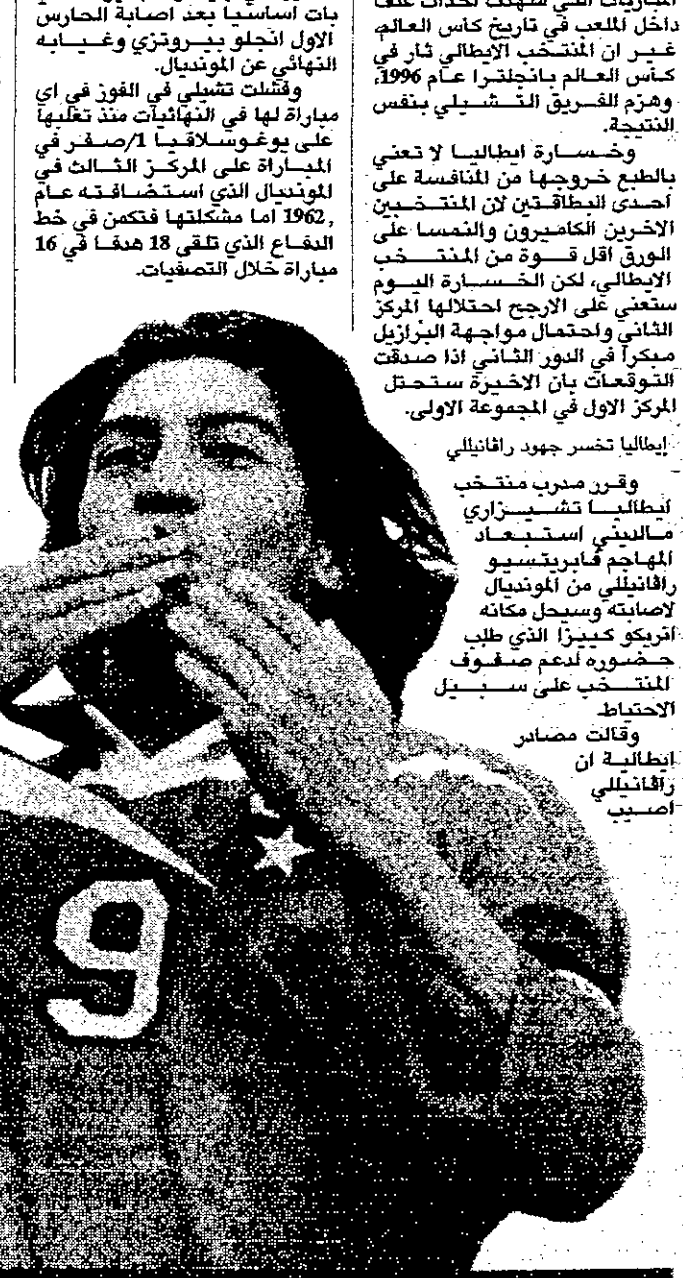 المباريات التي شهدت احداث عنف
داخل الملعب في تاريخ كأس العالم،
غير ان المنتخب الايطالي ثار في
كأس العالم بانجلترا عام 1996،
وهزم الفريق التشيلي بنفس
النتيجة.
وخسارة ايطاليا لا تعني
بالطبع خروجها من المنافسة على
احدى البطاقتين لان المنتخبين
الاخرين الكاميرون والنمسا على
الورق اقل قوة من المنتخب
الايطالي، لكن الخسارة اليوم
ستعني على الارجح احتلالها المركز
الثاني واحتمال مواجهة البرازيل
مبكرا في الدور الثاني اذا صدقت
التوقعات بان الاخيرة ستحتل
المركز الاول في المجموعة الاولى.
إيطاليا تخسر جهود راڤانيللي
وقرر مدرب منتخب
ايطاليا تشيزاري
مالديني استبعاد
المهاجم ڤابريتسيو
راڤانيللي من المونديال
لاصابته وسيحل مكانه
انريكو كييزا الذي طلب
حضوره لدعم صفوف
المنتخب على سبيل
الاحتياط.
وقالت مصادر
ايطالية ان
راڤانيللي
اصيب
بات اساسيا بعد اصابة الحارس
الاول انجلو بيروتزي وغيابه
النهائي عن المونديال.
وفشلت تشيلي في الفوز في اي
مباراة لها في النهائيات منذ تغلبها
على يوغوسلاڤيا 1/صفر في
المباراة على المركز الثالث في
المونديال الذي استضافته عام
1962, اما مشكلتها فتكمن في خط
الدفاع الذي تلقى 18 هدفا في 16
مباراة خلال التصفيات.
9